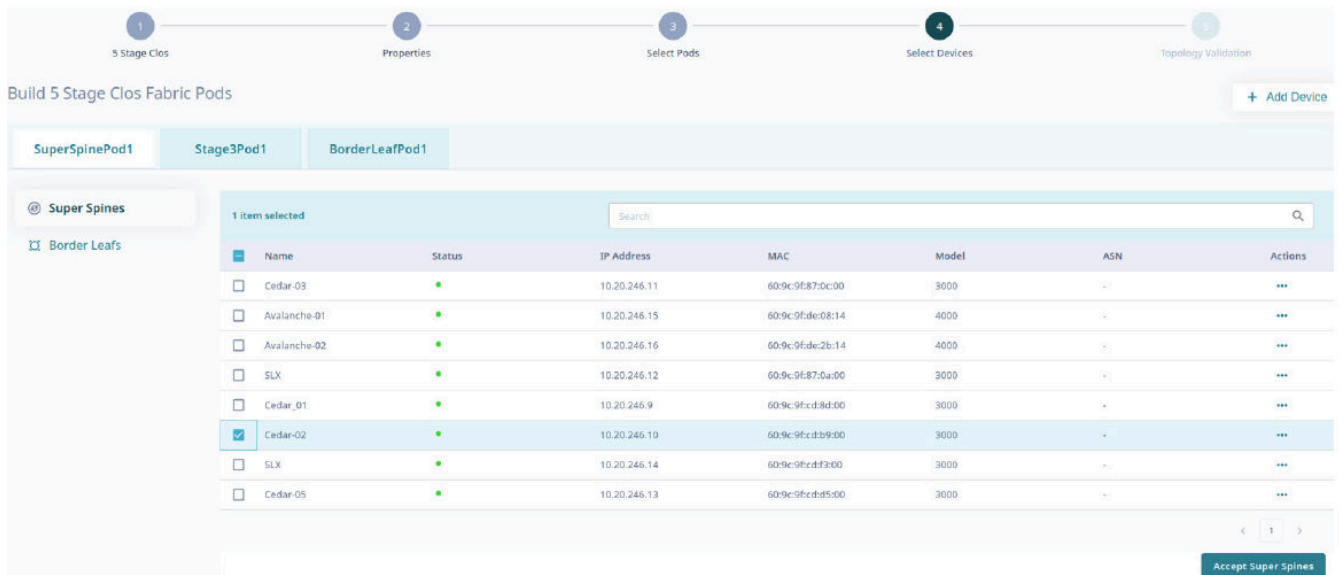 1 2 3 4 5
5 Stage Clos Properties Select Pods Select Devices Topology Validation
Build 5 Stage Clos Fabric Pods
+ Add Device
SuperSpinePod1 Stage3Pod1 BorderLeafPod1
Super Spines
Border Leafs
1 item selected Search
Name Status IP Address MAC Model ASN Actions
Cedar-03 10.20.246.11 60:9c:9f:87:0c:00 3000 - •••
Avalanche-01 10.20.246.15 60:9c:9f:de:08:14 4000 - •••
Avalanche-02 10.20.246.16 60:9c:9f:de:2b:14 4000 - •••
SLX 10.20.246.12 60:9c:9f:87:0a:00 3000 - •••
Cedar_01 10.20.246.9 60:9c:9f:cd:8d:00 3000 - •••
Cedar-02 10.20.246.10 60:9c:9f:cd:b9:00 3000 - •••
SLX 10.20.246.14 60:9c:9f:cd:f3:00 3000 - •••
Cedar-05 10.20.246.13 60:9c:9f:cd:d5:00 3000 - •••
< 1 >
Accept Super Spines